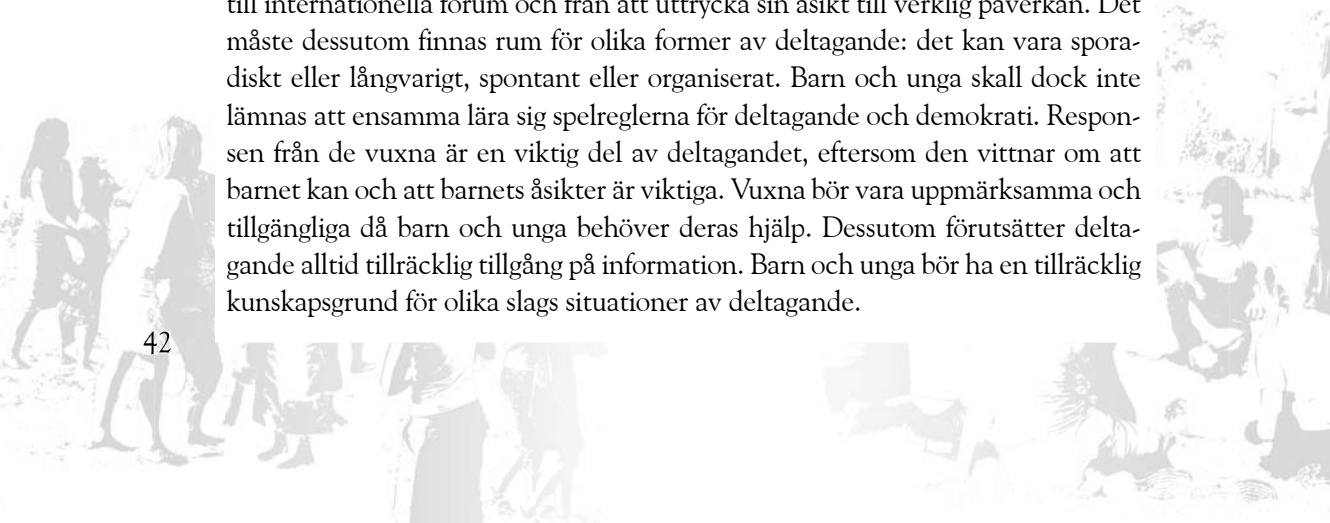 till internationella forum och från att uttrycka sin åsikt till verklig påverkan. Det
måste dessutom finnas rum för olika former av deltagande: det kan vara spora-
diskt eller långvarigt, spontant eller organiserat. Barn och unga skall dock inte
lämnas att ensamma lära sig spelreglerna för deltagande och demokrati. Respon-
sen från de vuxna är en viktig del av deltagandet, eftersom den vittnar om att
barnet kan och att barnets åsikter är viktiga. Vuxna bör vara uppmärksamma och
tillgängliga då barn och unga behöver deras hjälp. Dessutom förutsätter delta-
gande alltid tillräcklig tillgång på information. Barn och unga bör ha en tillräcklig
kunskapsgrund för olika slags situationer av deltagande.
42